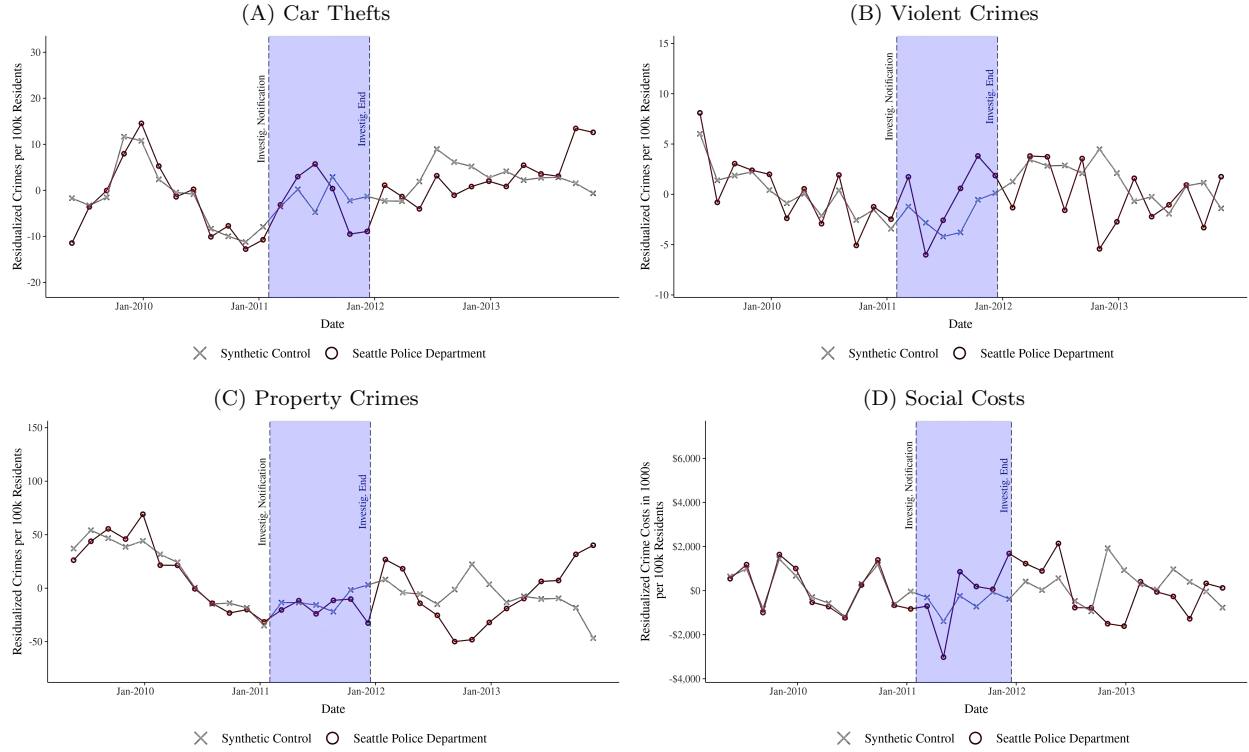 (A) Car Thefts
Residualized Crimes per 100k Residents
30
20
10
0
-10
-20
Investig. Notification
Investig. End
Jan-2010
Jan-2011
Jan-2012
Jan-2013
Date
Synthetic Control
Seattle Police Department
(B) Violent Crimes
Residualized Crimes per 100k Residents
15
10
5
0
-5
-10
Investig. Notification
Investig. End
Jan-2010
Jan-2011
Jan-2012
Jan-2013
Date
Synthetic Control
Seattle Police Department
(C) Property Crimes
Residualized Crimes per 100k Residents
150
100
50
0
-50
Investig. Notification
Investig. End
Jan-2010
Jan-2011
Jan-2012
Jan-2013
Date
Synthetic Control
Seattle Police Department
(D) Social Costs
Residualized Crime Costs in 1000s
per 100k Residents
$6,000
$4,000
$2,000
$0
-$2,000
-$4,000
Investig. Notification
Investig. End
Jan-2010
Jan-2011
Jan-2012
Jan-2013
Date
Synthetic Control
Seattle Police Department